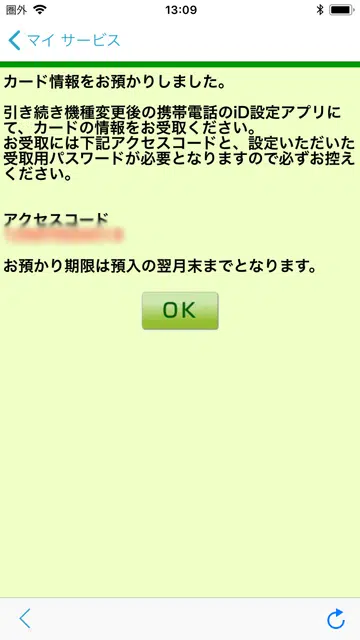 圏外 13:09
マイ サービス
カード情報をお預かりしました。
引き続き機種変更後の携帯電話のiD設定アプリに
て、カードの情報をお受取ください。
お受取には下記アクセスコードと、設定いただいた
受取用パスワードが必要となりますので必ずお控え
ください。
アクセスコード
お預かり期限は預入の翌月末までとなります。
OK